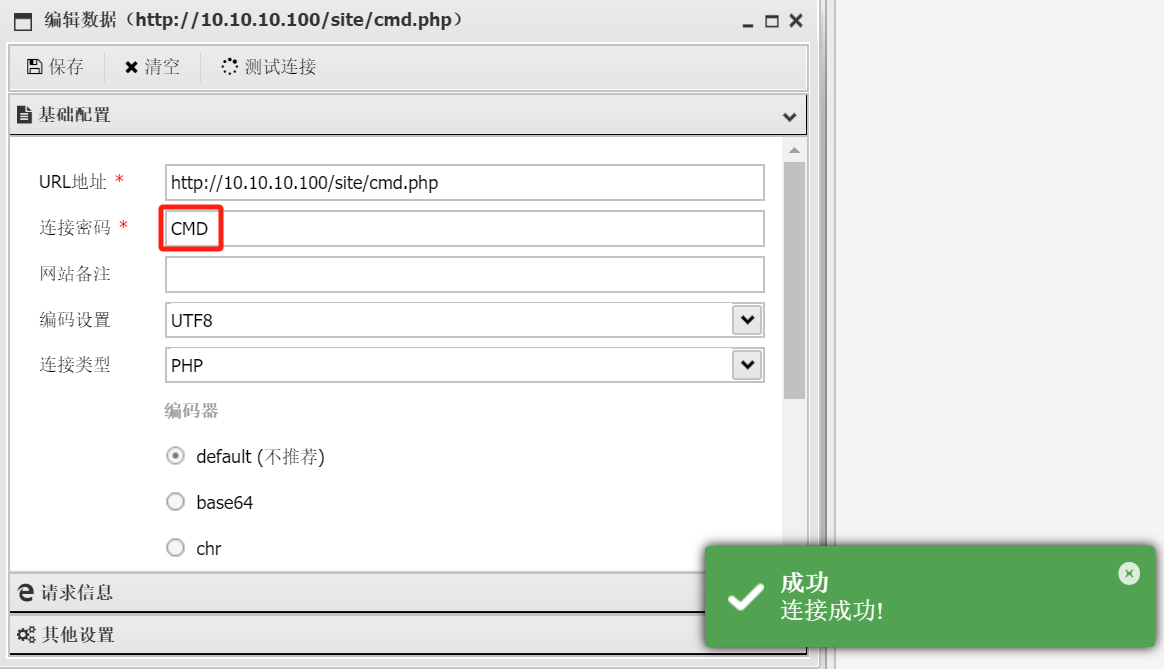 编辑数据（http://10.10.10.100/site/cmd.php）
保存 清空 测试连接
基础配置
URL地址 * http://10.10.10.100/site/cmd.php
连接密码 * CMD
网站备注
编码设置 UTF8
连接类型 PHP
编码器
default (不推荐)
base64
chr
请求信息
其他设置
成功
连接成功!